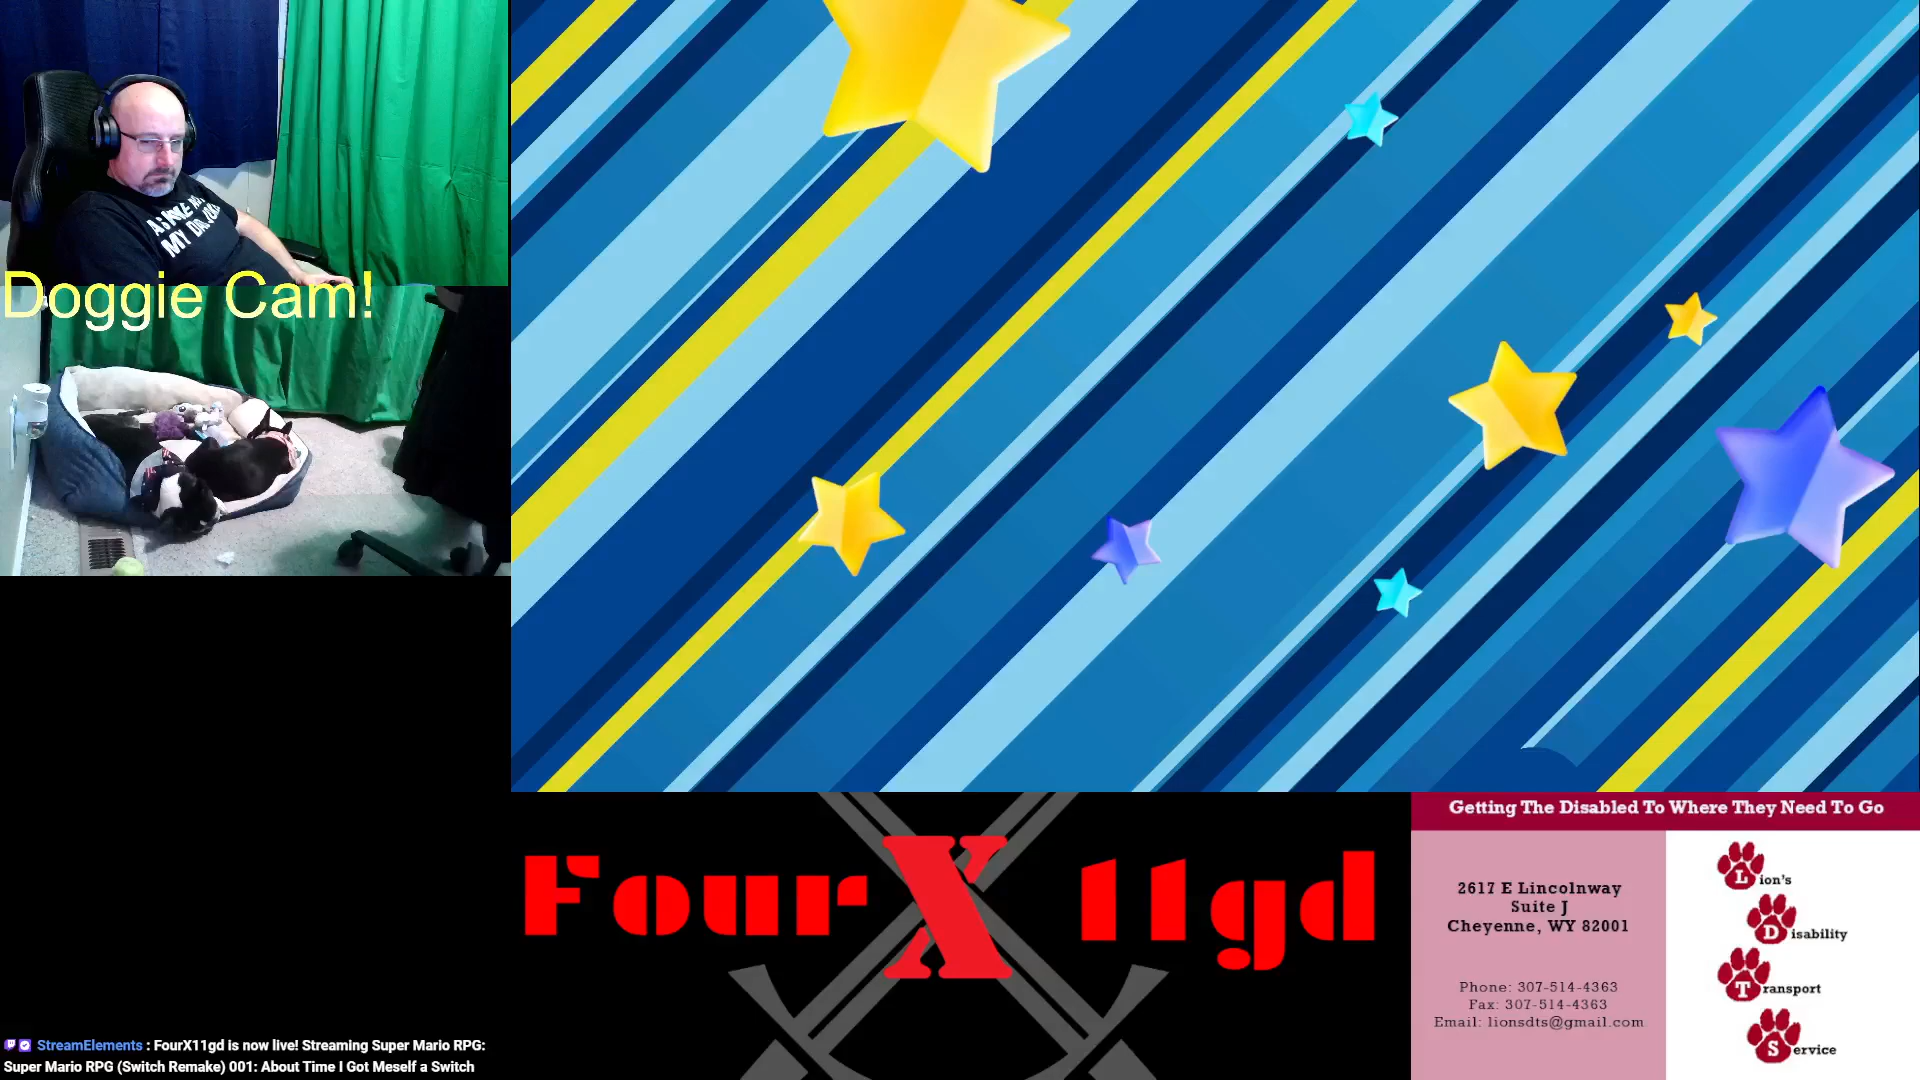 Doggie Cam!
FourX11gd
Getting The Disabled To Where They Need To Go
2617 E Lincolnway
Suite J
Cheyenne, WY 82001
Phone: 307-514-4363
Fax: 307-514-4363
Email: lionsdts@gmail.com
Lion's
Disability
Transport
Service
StreamElements : FourX11gd is now live! Streaming Super Mario RPG:
Super Mario RPG (Switch Remake) 001: About Time I Got Meself a Switch